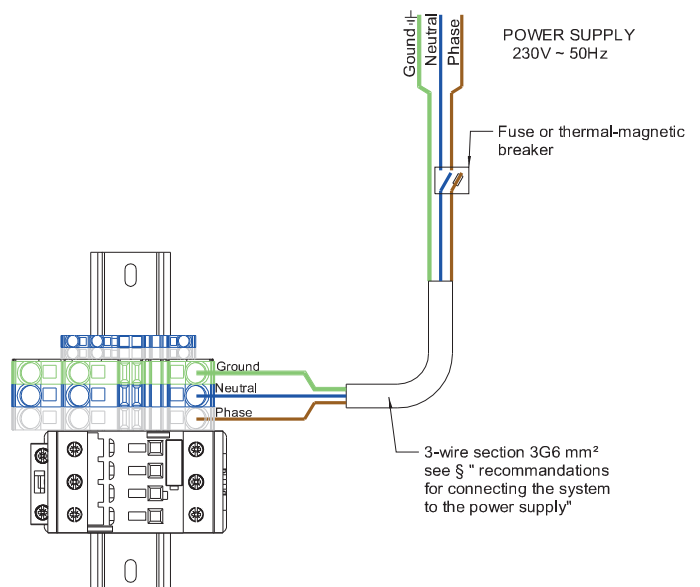 POWER SUPPLY
230V ~ 50Hz
Ground
Neutral
Phase
Fuse or thermal-magnetic
breaker
Ground
Neutral
Phase
3-wire section 3G6 mm²
see § " recommandations
for connecting the system
to the power supply"